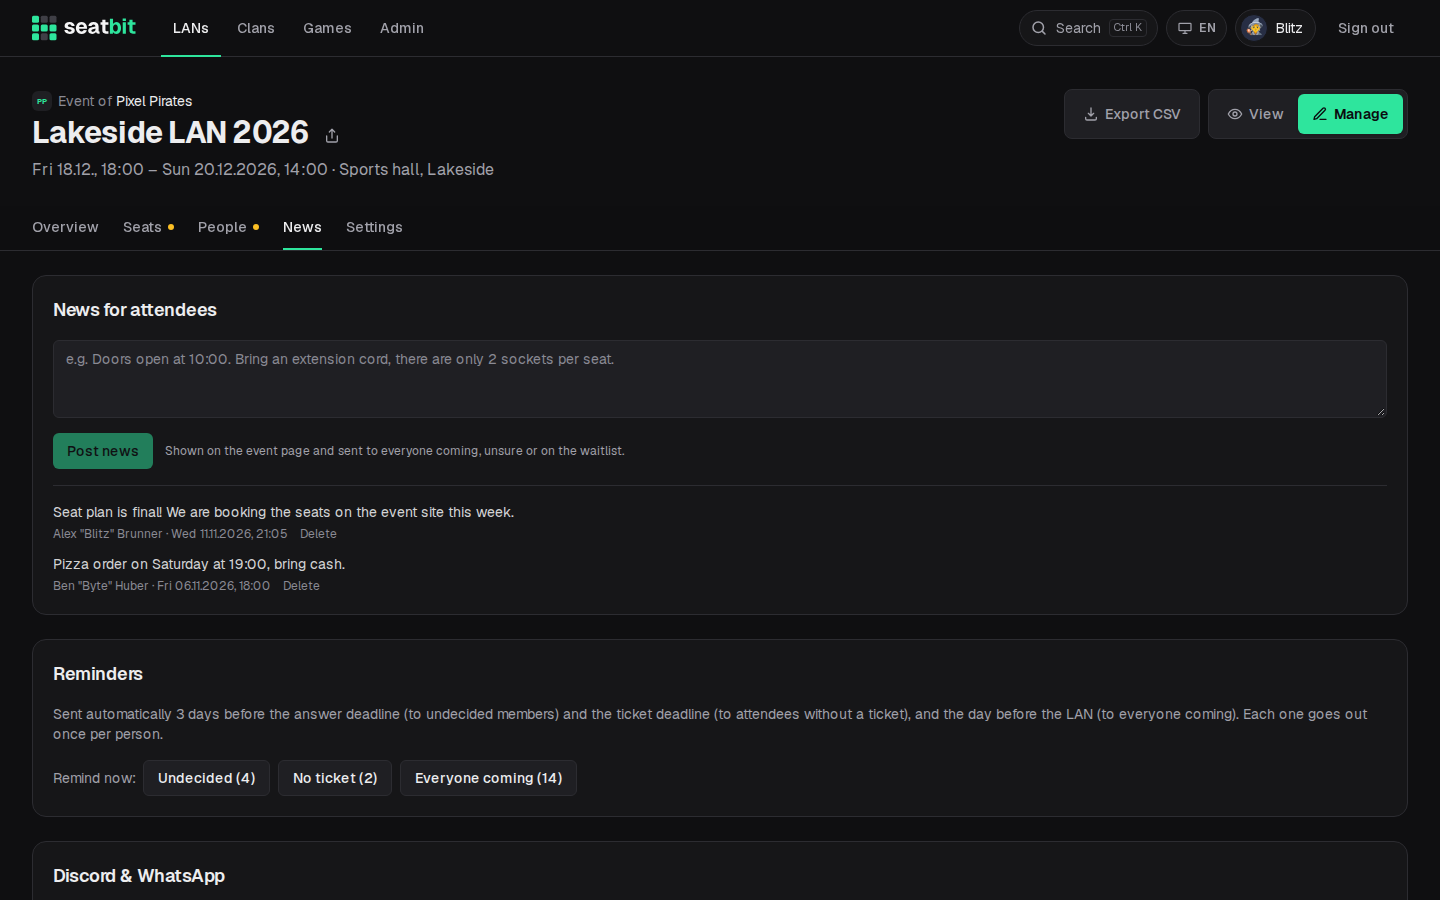 seatbit
LANs
Clans
Games
Admin
Search
Ctrl K
EN
Blitz
Sign out
PP
Event of Pixel Pirates
Lakeside LAN 2026
Fri 18.12., 18:00 – Sun 20.12.2026, 14:00 · Sports hall, Lakeside
Export CSV
View
Manage
Overview
Seats
People
News
Settings
News for attendees
e.g. Doors open at 10:00. Bring an extension cord, there are only 2 sockets per seat.
Post news
Shown on the event page and sent to everyone coming, unsure or on the waitlist.
Seat plan is final! We are booking the seats on the event site this week.
Alex "Blitz" Brunner · Wed 11.11.2026, 21:05
Delete
Pizza order on Saturday at 19:00, bring cash.
Ben "Byte" Huber · Fri 06.11.2026, 18:00
Delete
Reminders
Sent automatically 3 days before the answer deadline (to undecided members) and the ticket deadline (to attendees without a ticket), and the day before the LAN (to everyone coming). Each one goes out
once per person.
Remind now:
Undecided (4)
No ticket (2)
Everyone coming (14)
Discord & WhatsApp